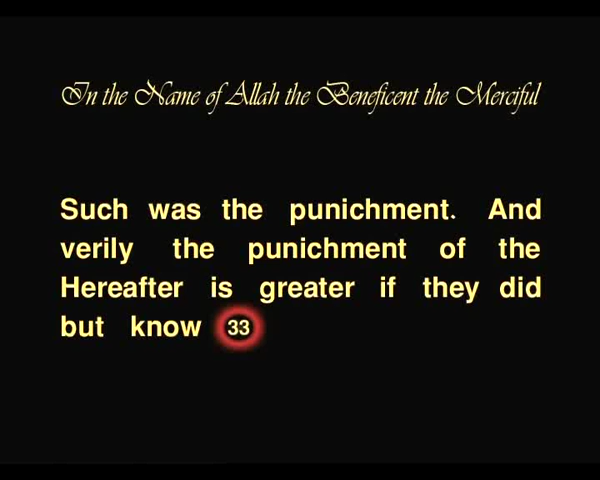 In the Name of Allah the Beneficent the Merciful
Such was the punichment. And
verily the punichment of the
Hereafter is greater if they did
but know 33